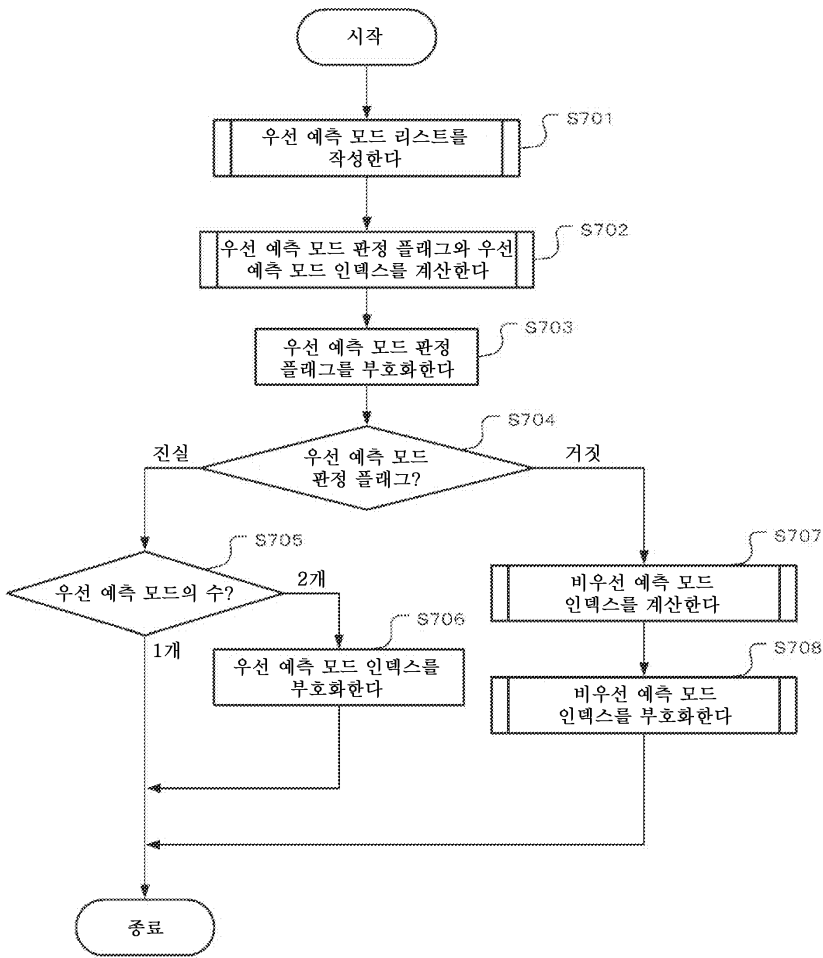 시작
S701
우선 예측 모드 리스트를
작성한다
S702
우선 예측 모드 판정 플래그와 우선
예측 모드 인덱스를 계산한다
S703
우선 예측 모드 판정
플래그를 부호화한다
S704
진실
우선 예측 모드
판정 플래그?
거짓
S705
우선 예측 모드의 수?
2개
1개
S706
우선 예측 모드 인덱스를
부호화한다
S707
비우선 예측 모드
인덱스를 계산한다
S708
비우선 예측 모드
인덱스를 부호화한다
종료